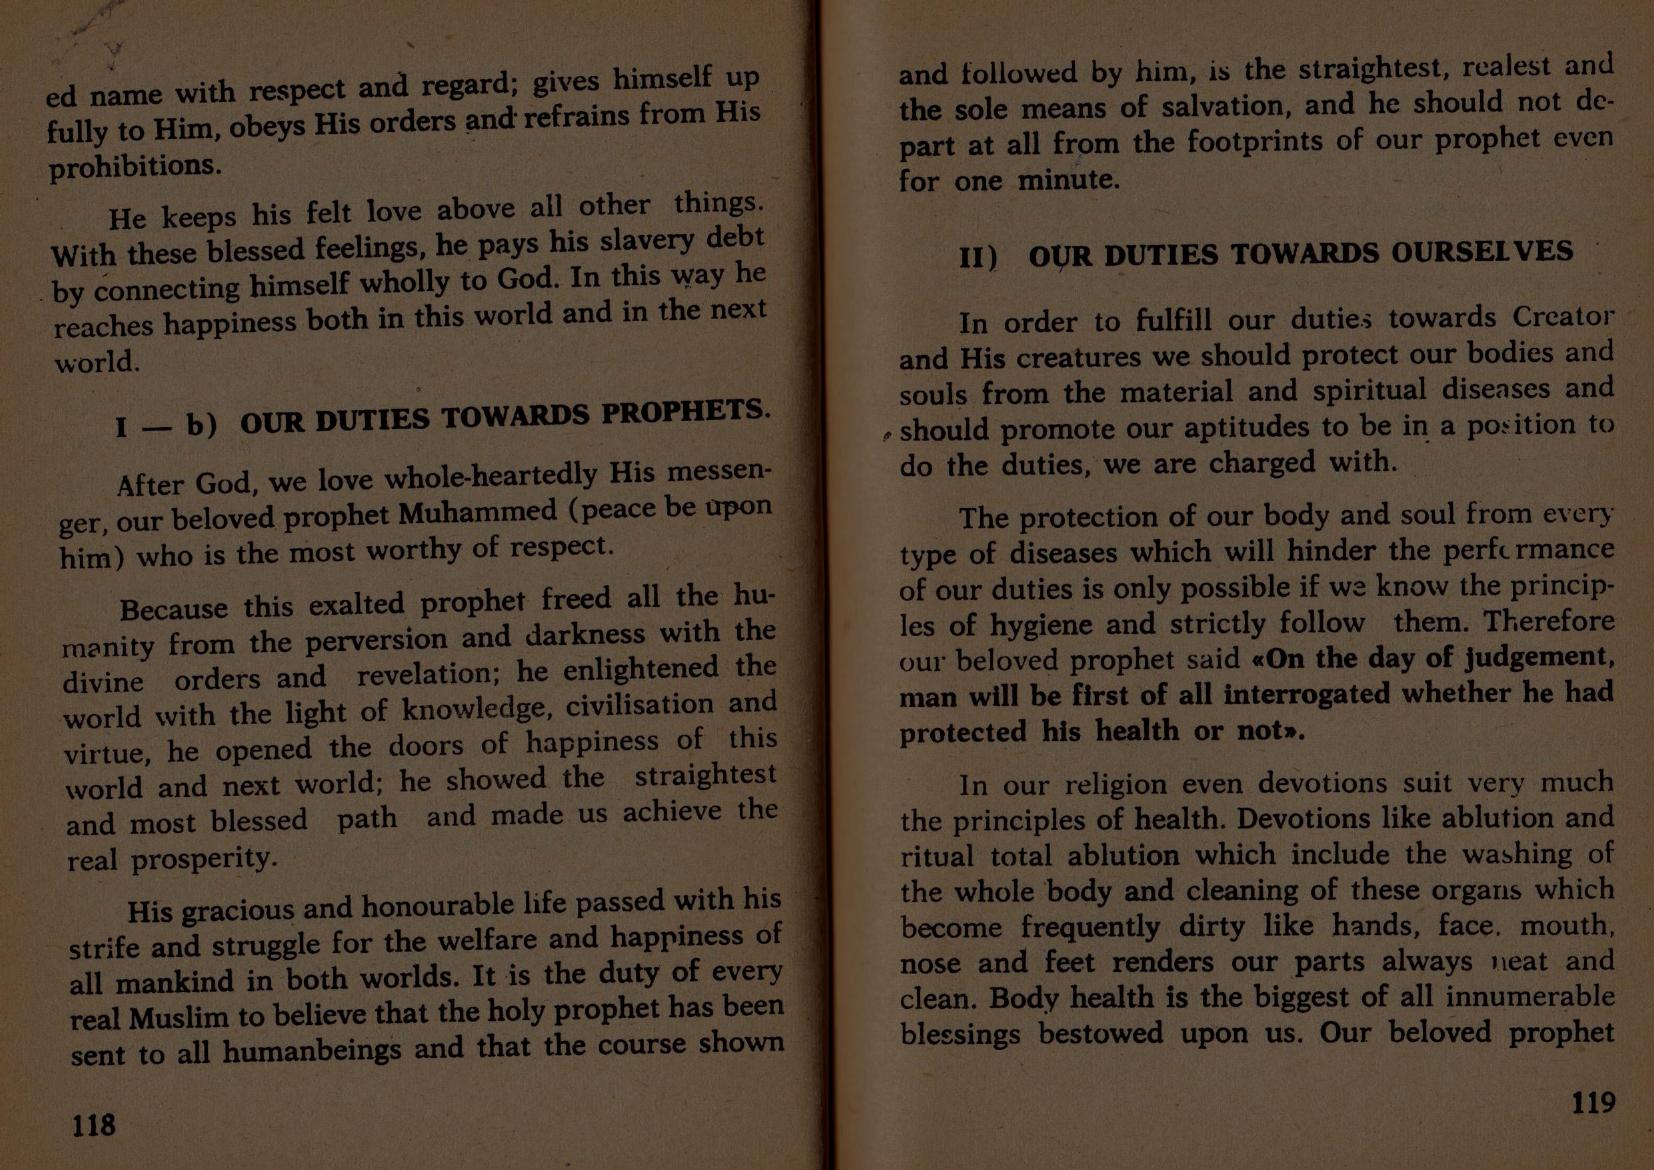 ed name with respect and regard; gives himself up
fully to Him, obeys His orders and refrains from His
prohibitions.
He keeps his felt love above all other things.
With these blessed feelings, he pays his slavery debt
by connecting himself wholly to God. In this way he
reaches happiness both in this world and in the next
world.
I — b) OUR DUTIES TOWARDS PROPHETS.
After God, we love whole-heartedly His messen-
ger, our beloved prophet Muhammed (peace be upon
him) who is the most worthy of respect.
Because this exalted prophet freed all the hu-
manity from the perversion and darkness with the
divine orders and revelation; he enlightened the
world with the light of knowledge, civilisation and
virtue, he opened the doors of happiness of this
world and next world; he showed the straightest
and most blessed path and made us achieve the
real prosperity.
His gracious and honourable life passed with his
strife and struggle for the welfare and happiness of
all mankind in both worlds. It is the duty of every
real Muslim to believe that the holy prophet has been
sent to all humanbeings and that the course shown
118
and followed by him, is the straightest, realest and
the sole means of salvation, and he should not de-
part at all from the footprints of our prophet even
for one minute.
II) OUR DUTIES TOWARDS OURSELVES
In order to fulfill our duties towards Creator
and His creatures we should protect our bodies and
souls from the material and spiritual diseases and
should promote our aptitudes to be in a position to
do the duties, we are charged with.
The protection of our body and soul from every
type of diseases which will hinder the performance
of our duties is only possible if we know the princip-
les of hygiene and strictly follow them. Therefore
our beloved prophet said «On the day of judgement,
man will be first of all interrogated whether he had
protected his health or not».
In our religion even devotions suit very much
the principles of health. Devotions like ablution and
ritual total ablution which include the washing of
the whole body and cleaning of these organs which
become frequently dirty like hands, face. mouth,
nose and feet renders our parts always neat and
clean. Body health is the biggest of all innumerable
blessings bestowed upon us. Our beloved prophet
119